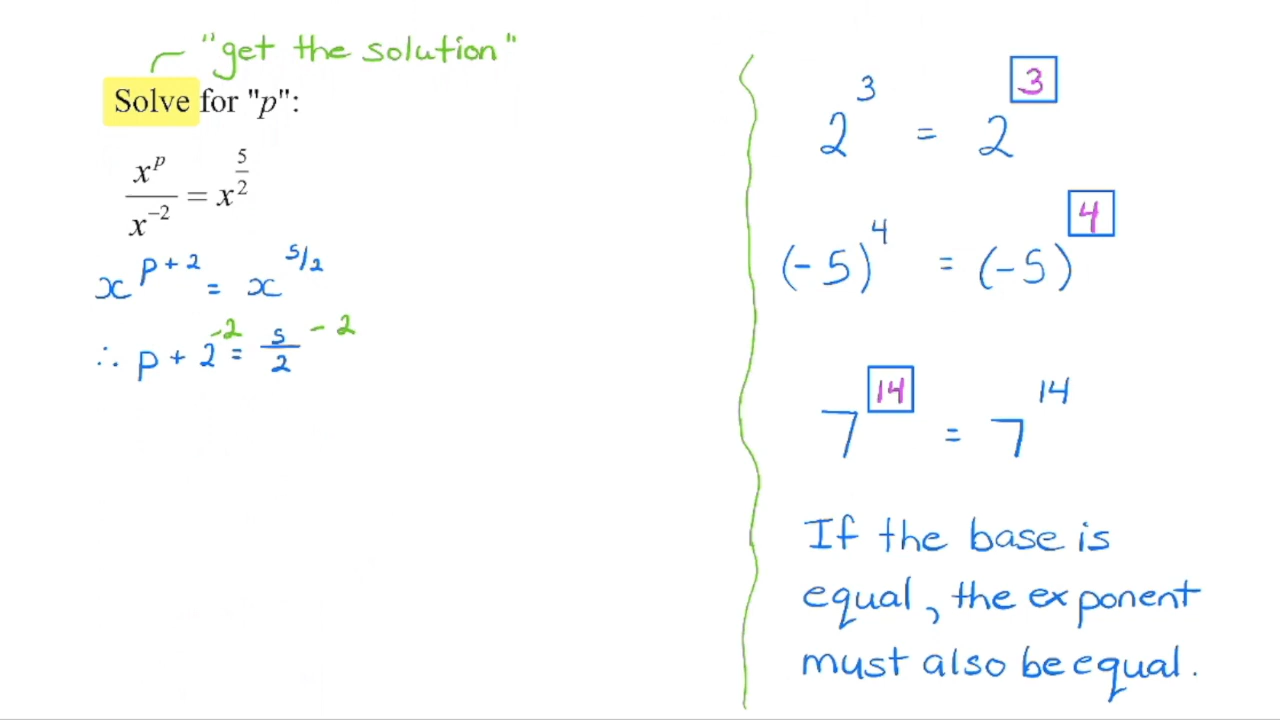 "get the solution"
Solve for "p":
x^p / x^−2 = x^(5/2)
x^(p + 2) = x^(5/2)
∴ p + 2 −2 = 5/2 − 2
2^3 = 2^3
(-5)^4 = (-5)^4
7^14 = 7^14
If the base is
equal, the exponent
must also be equal.